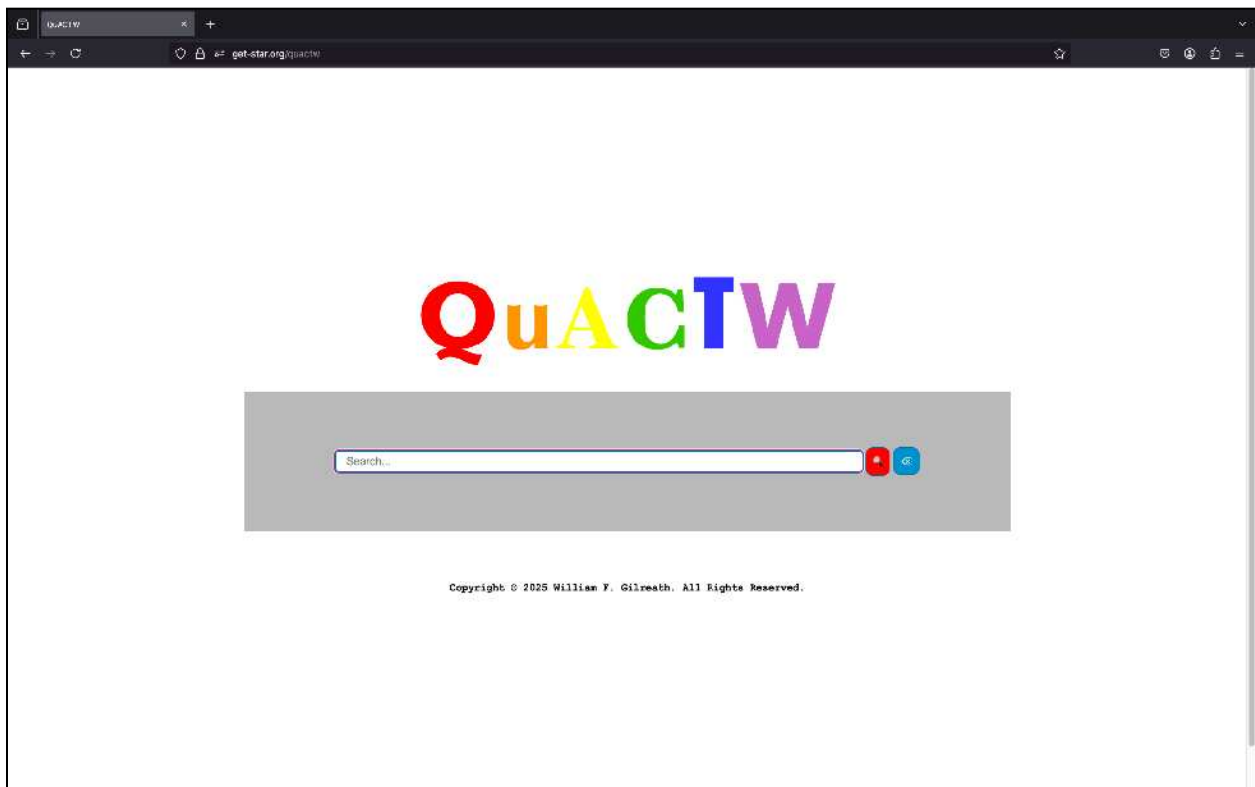 QuACTW
get-star.org/quactw
QuACTW
Search...
Copyright © 2025 William F. Gilreath. All Rights Reserved.